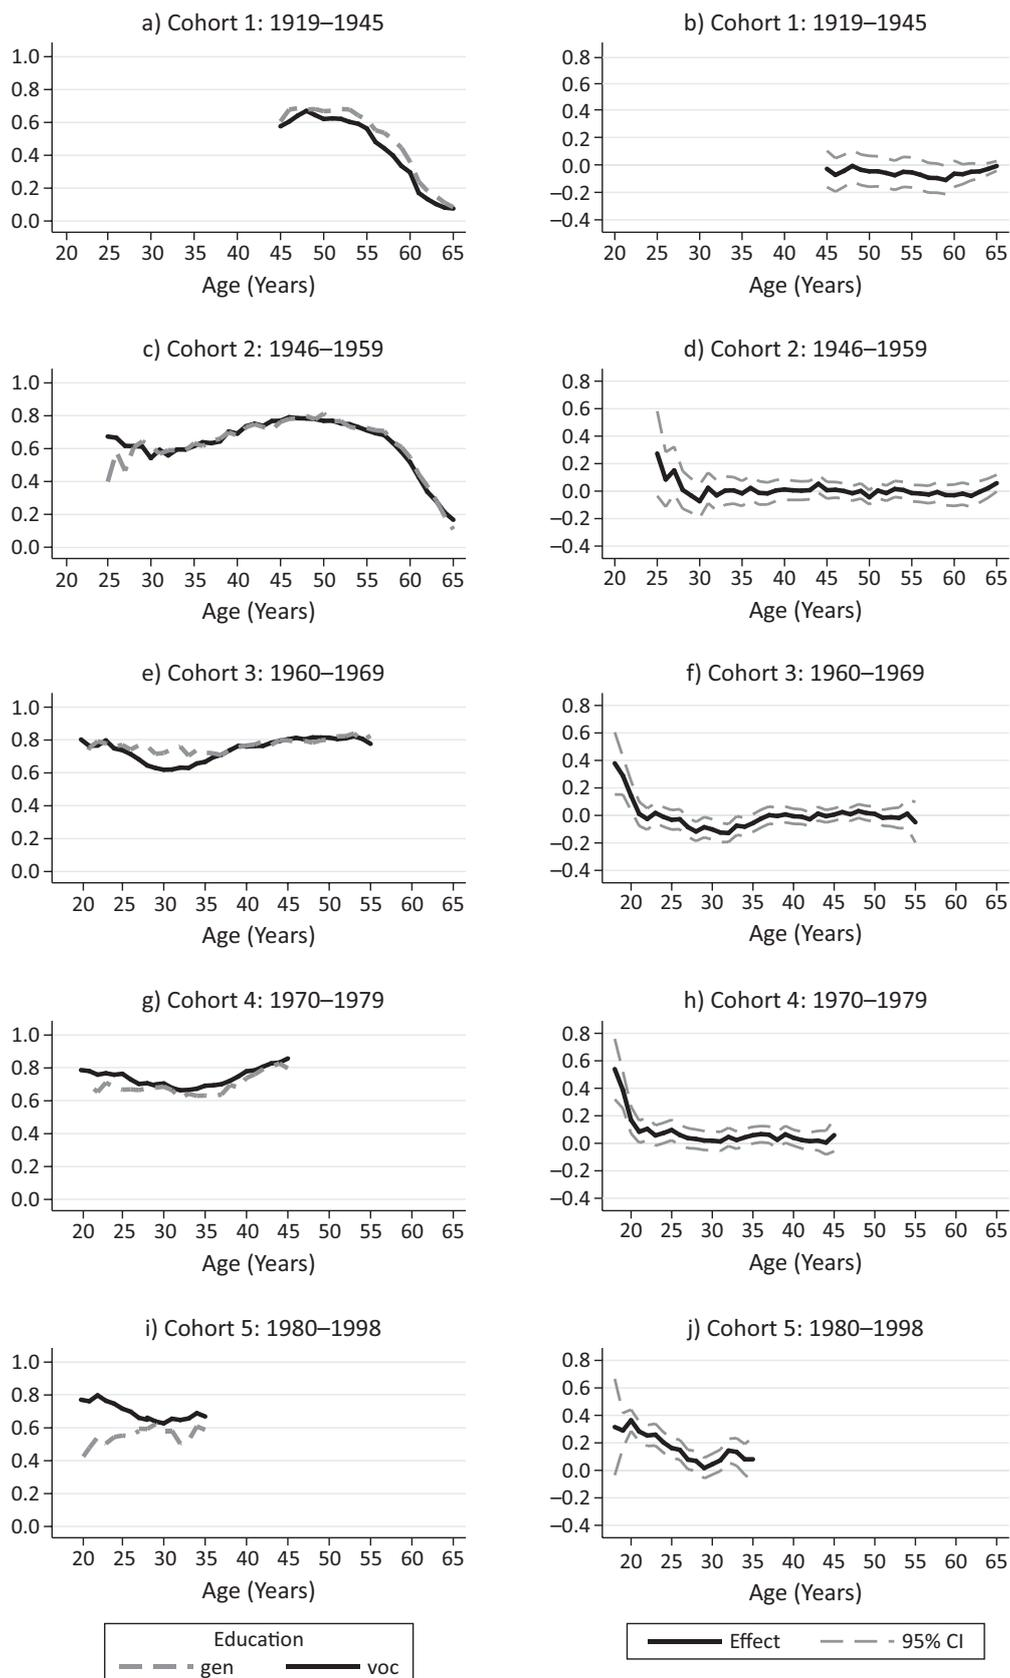 a) Cohort 1: 1919–1945
1.0
0.8
0.6
0.4
0.2
0.0
20 25 30 35 40 45 50 55 60 65
Age (Years)
b) Cohort 1: 1919–1945
0.8
0.6
0.4
0.2
0.0
–0.2
–0.4
20 25 30 35 40 45 50 55 60 65
Age (Years)
c) Cohort 2: 1946–1959
1.0
0.8
0.6
0.4
0.2
0.0
20 25 30 35 40 45 50 55 60 65
Age (Years)
d) Cohort 2: 1946–1959
0.8
0.6
0.4
0.2
0.0
–0.2
–0.4
20 25 30 35 40 45 50 55 60 65
Age (Years)
e) Cohort 3: 1960–1969
1.0
0.8
0.6
0.4
0.2
0.0
20 25 30 35 40 45 50 55 60 65
Age (Years)
f) Cohort 3: 1960–1969
0.8
0.6
0.4
0.2
0.0
–0.2
–0.4
20 25 30 35 40 45 50 55 60 65
Age (Years)
g) Cohort 4: 1970–1979
1.0
0.8
0.6
0.4
0.2
0.0
20 25 30 35 40 45 50 55 60 65
Age (Years)
h) Cohort 4: 1970–1979
0.8
0.6
0.4
0.2
0.0
–0.2
–0.4
20 25 30 35 40 45 50 55 60 65
Age (Years)
i) Cohort 5: 1980–1998
1.0
0.8
0.6
0.4
0.2
0.0
20 25 30 35 40 45 50 55 60 65
Age (Years)
j) Cohort 5: 1980–1998
0.8
0.6
0.4
0.2
0.0
–0.2
–0.4
20 25 30 35 40 45 50 55 60 65
Age (Years)
Education
gen voc
Effect 95% CI